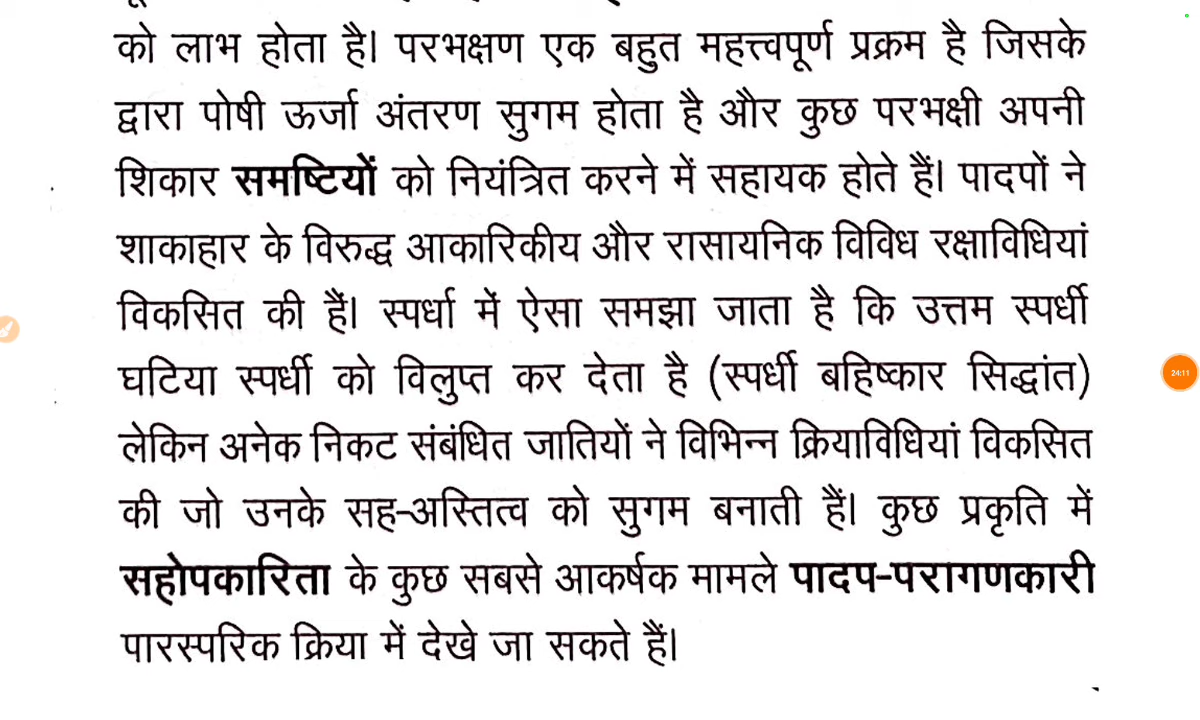 को लाभ होता है। परभक्षण एक बहुत महत्त्वपूर्ण प्रक्रम है जिसके
द्वारा पोषी ऊर्जा अंतरण सुगम होता है और कुछ परभक्षी अपनी
शिकार समष्टियों को नियंत्रित करने में सहायक होते हैं। पादपों ने
शाकाहार के विरुद्ध आकारिकीय और रासायनिक विविध रक्षाविधियां
विकसित की हैं। स्पर्धा में ऐसा समझा जाता है कि उत्तम स्पर्धी
घटिया स्पर्धी को विलुप्त कर देता है (स्पर्धी बहिष्कार सिद्धांत)
24:11
लेकिन अनेक निकट संबंधित जातियों ने विभिन्न क्रियाविधियां विकसित
की जो उनके सह-अस्तित्व को सुगम बनाती हैं। कुछ प्रकृति में
सहोपकारिता के कुछ सबसे आकर्षक मामले पादप-परागणकारी
पारस्परिक क्रिया में देखे जा सकते हैं।